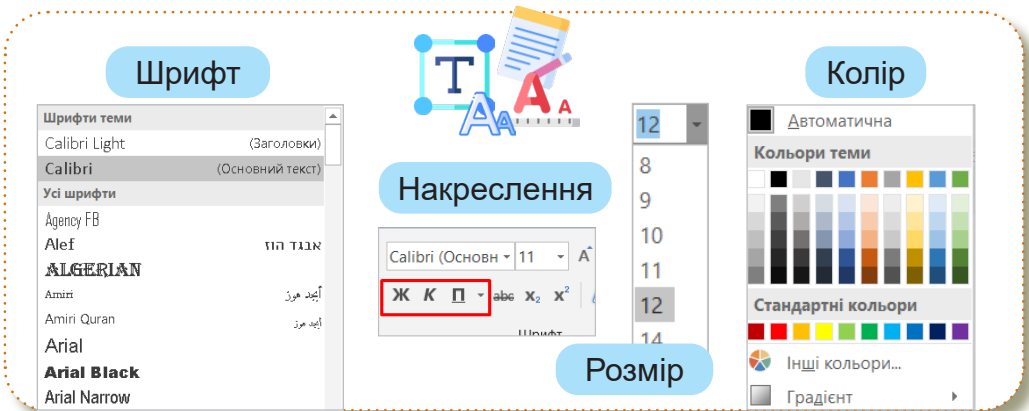 Шрифт
Шрифти теми
Calibri Light (Заголовки)
Calibri (Основний текст)
Усі шрифти
Agency FB
Alef אבגד הוז
ALGERIAN
Amiri أبجد هوز
Amiri Quran أبجد هوز
Arial
Arial Black
Arial Narrow
Накреслення
Calibri (Основн 11 A
Ж К П abc x₂ x²
Шрифт
Розмір
12
8
9
10
11
12
14
Колір
Автоматична
Кольори теми
Стандартні кольори
Інші кольори...
Градієнт